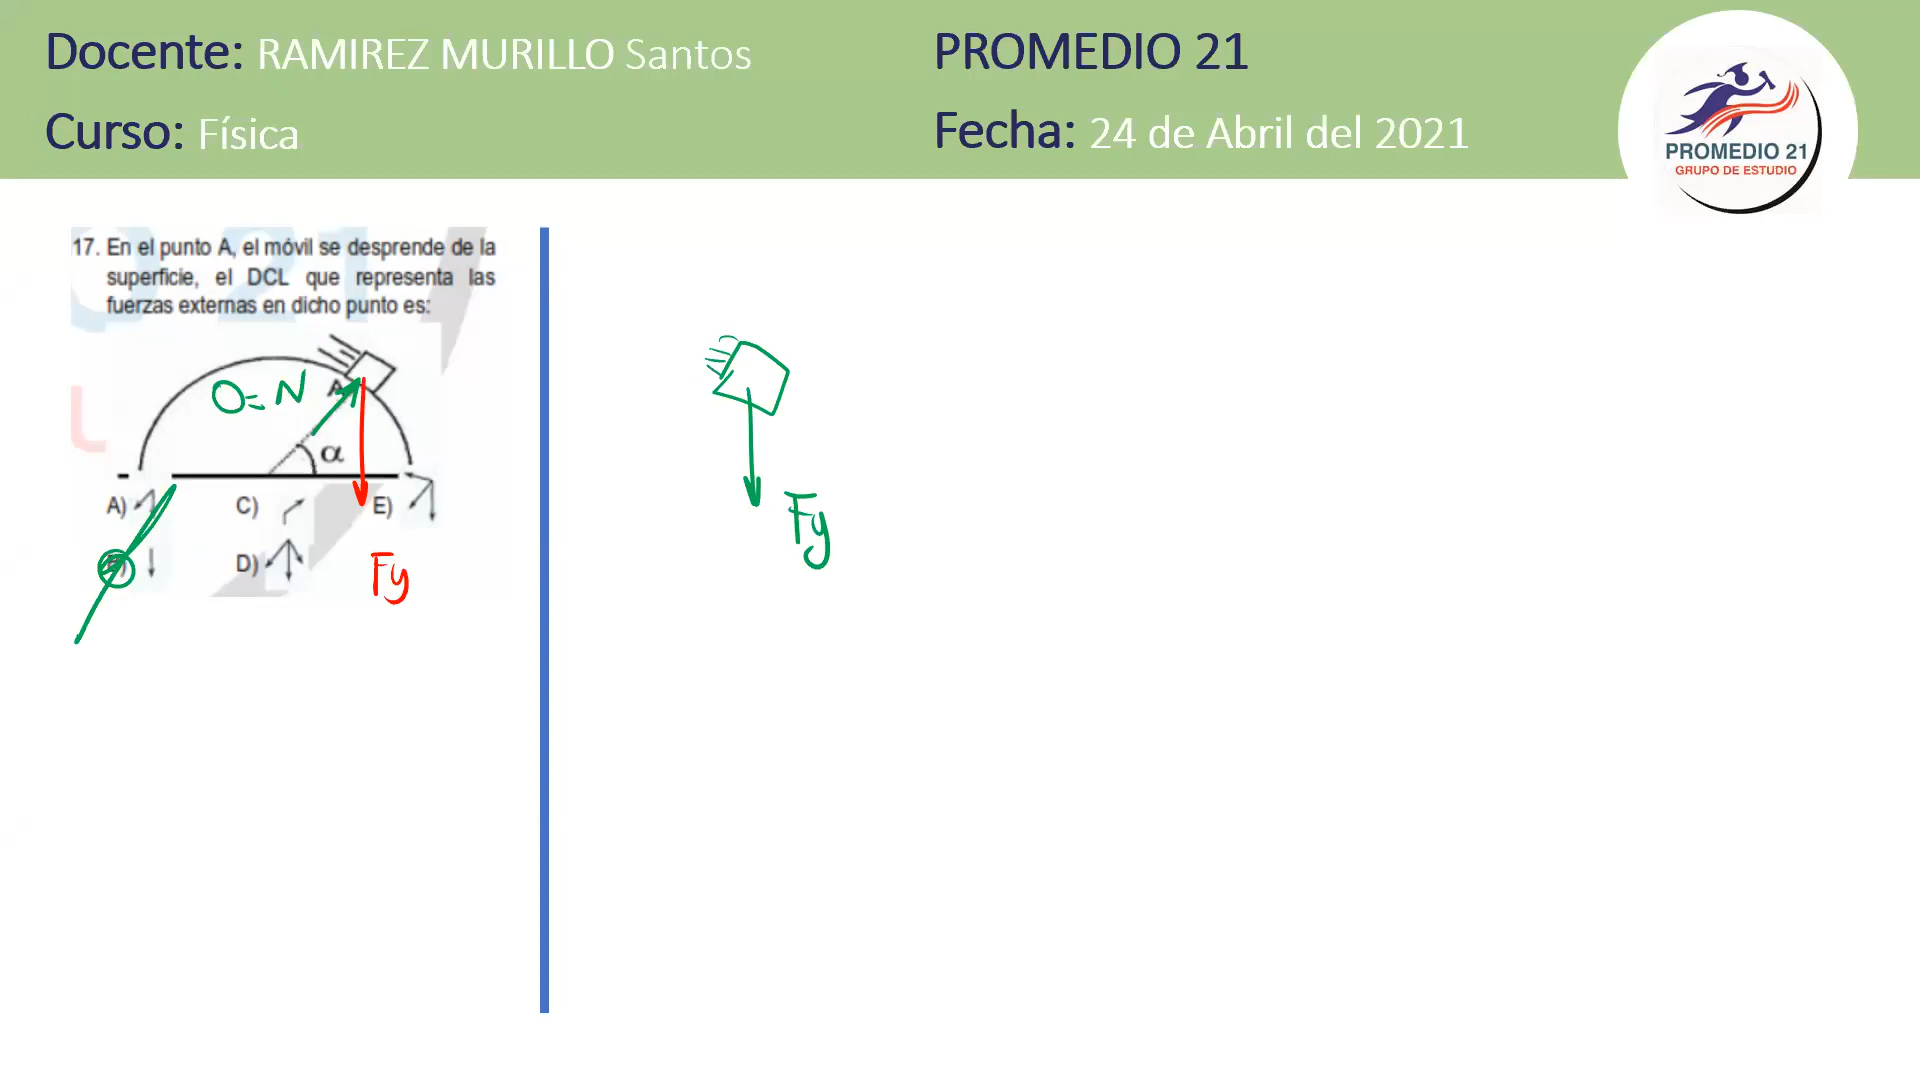 Docente: RAMIREZ MURILLO Santos
PROMEDIO 21
Curso: Física
Fecha: 24 de Abril del 2021
PROMEDIO 21
GRUPO DE ESTUDIO
17. En el punto A, el móvil se desprende de la
superficie, el DCL que representa las
fuerzas externas en dicho punto es:
O = N
A
α
A)
C)
E)
B)
D)
Fy
Fy